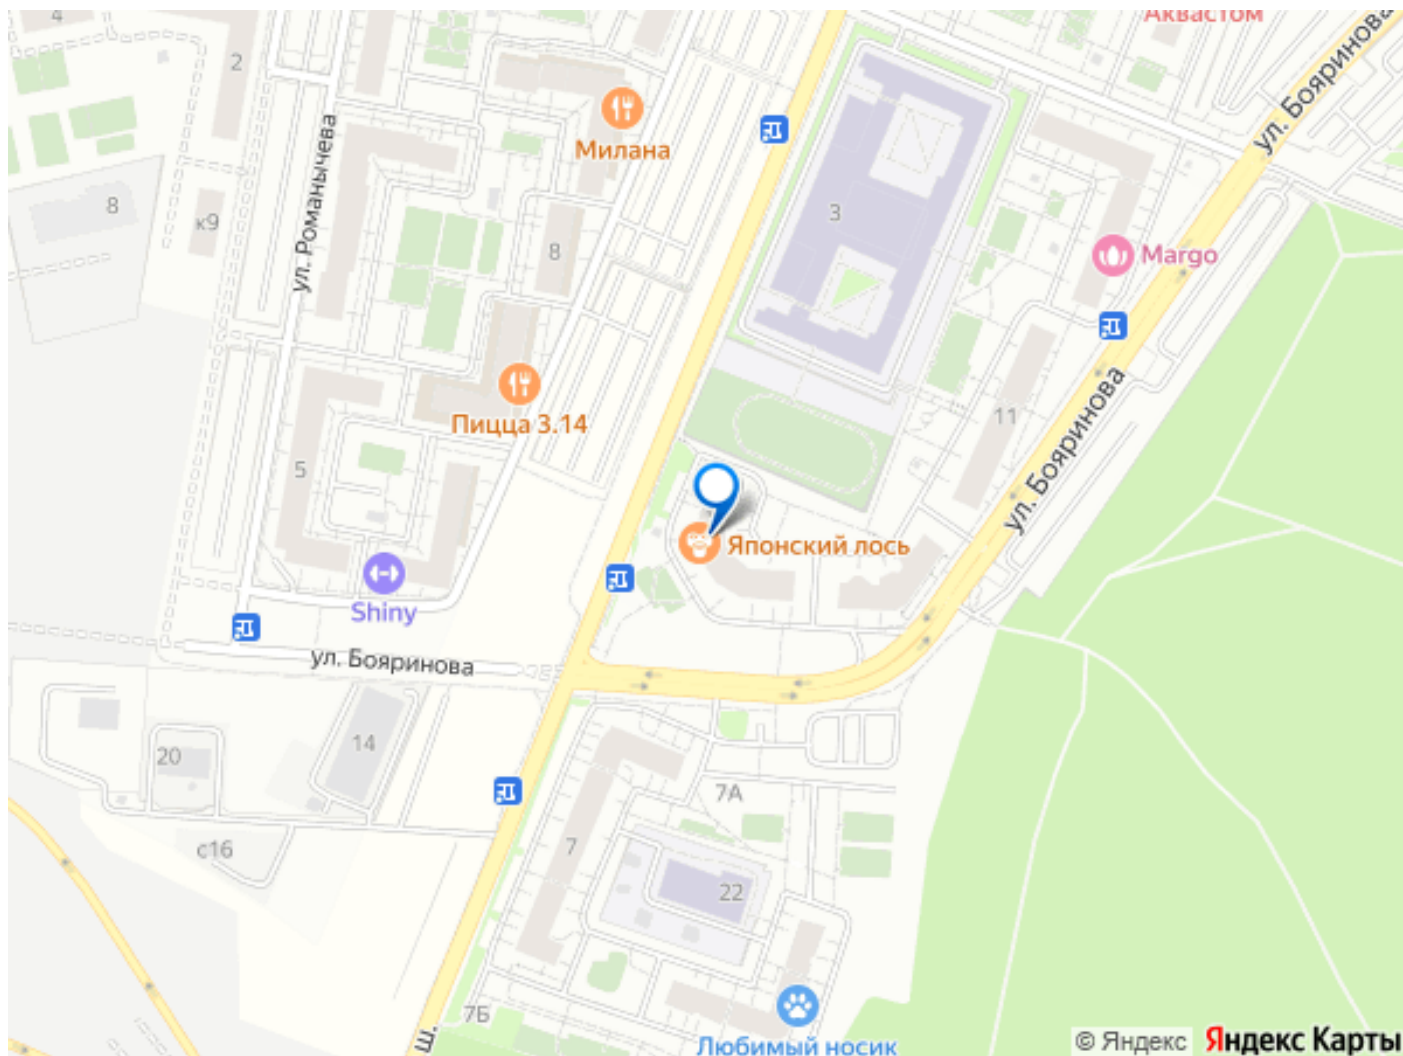 4
Аквастом
ул. Бояринова
2
Милана
ул. Романычева
8
к9
3
8
Margo
Пицца 3.14
11
ул. Бояринова
5
Японский лось
Shiny
ул. Бояринова
14
20
7А
с16
7
22
7Б
Ш.
Любимый носик
© Яндекс Яндекс Карты